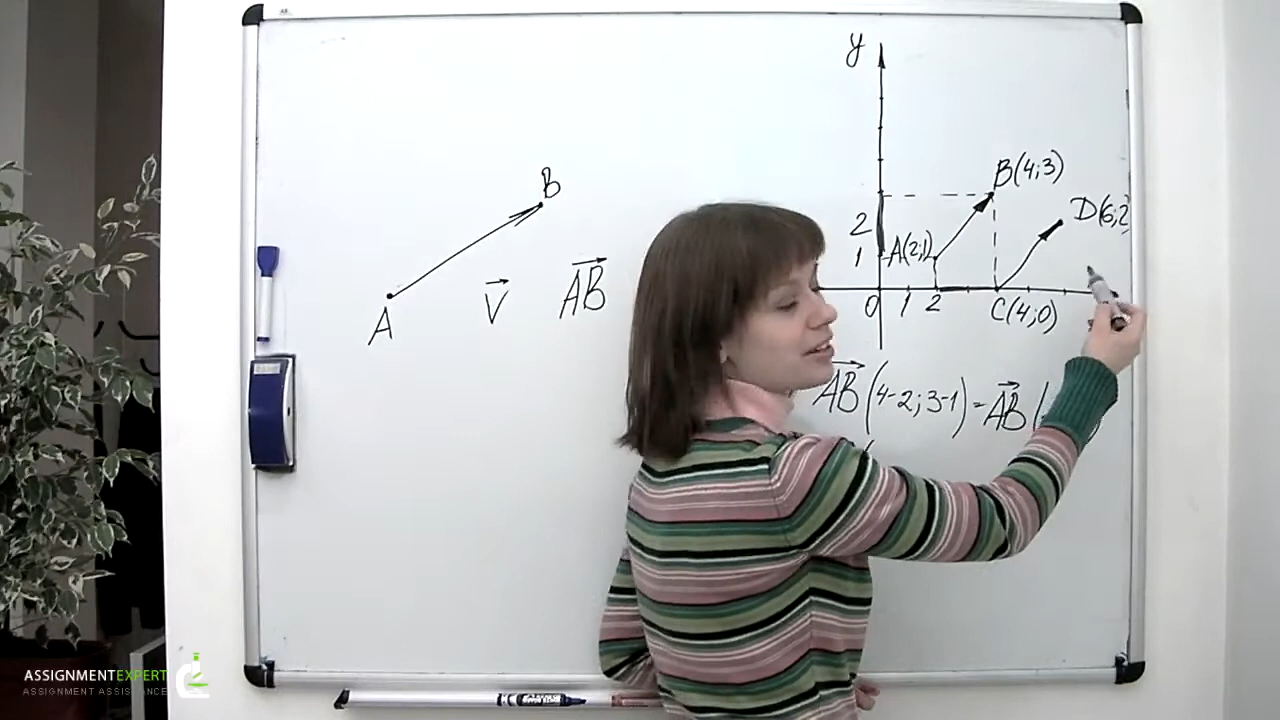 B
A
V
AB
y
B(4;3)
D(6;2
2
1
A(2;1)
0 1 2
C(4;0)
AB(4-2;3-1)=AB(
ASSIGNMENTEXPERT
ASSIGNMENT ASSISTANCE